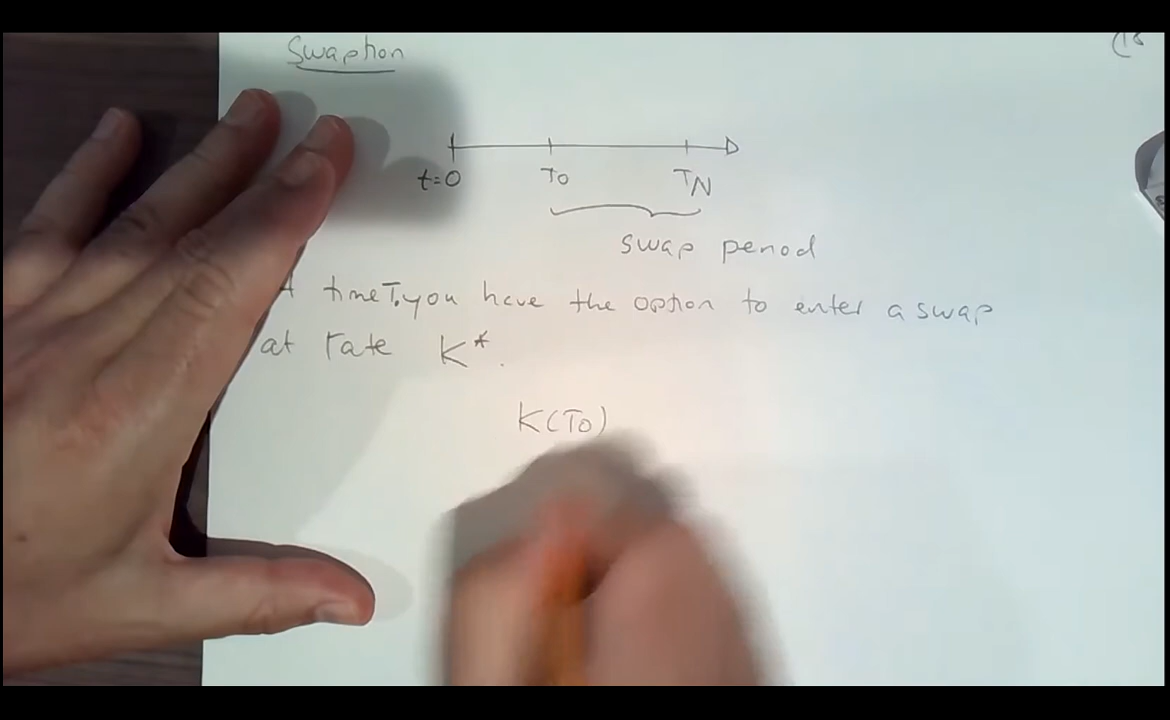 Swaption
t=0 T0 TN
swap period
time T0 you have the option to enter a swap
at rate K*.
K(T0)